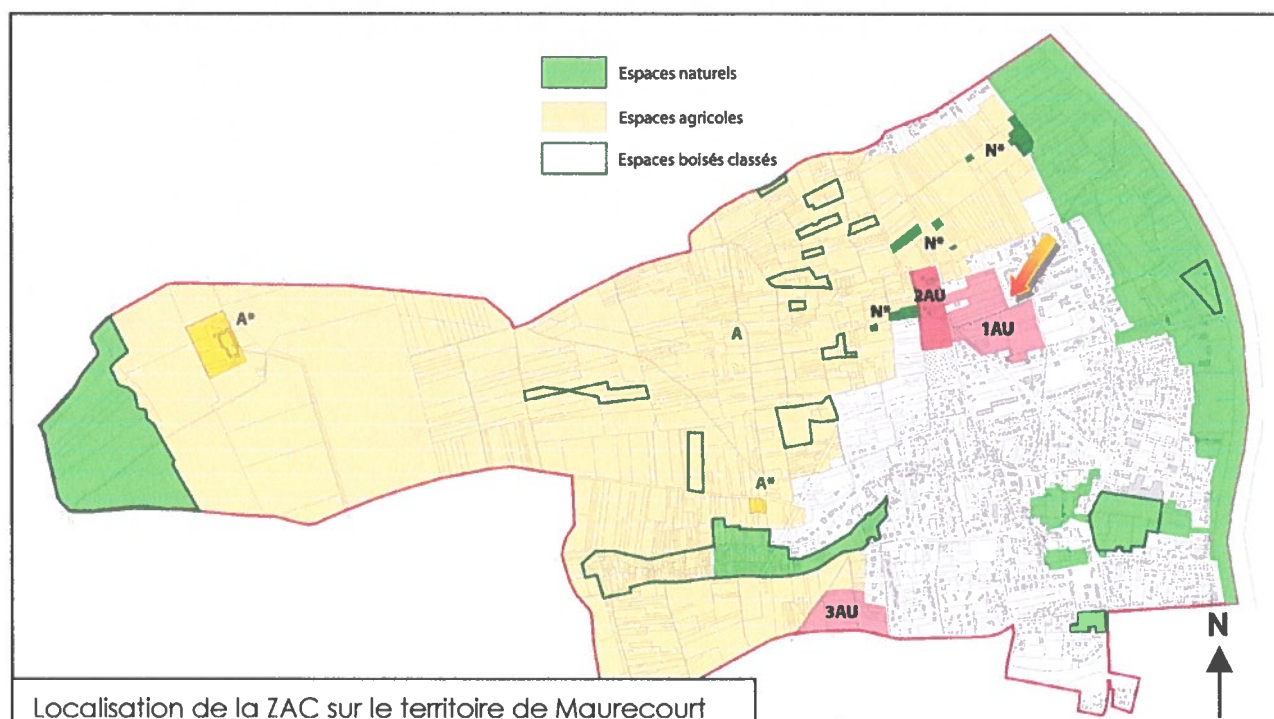 Espaces naturels
Espaces agricoles
Espaces boisés classés
N*
N*
A*
2AU
N*
1AU
A
A*
3AU
N
Localisation de la ZAC sur le territoire de Maurecourt